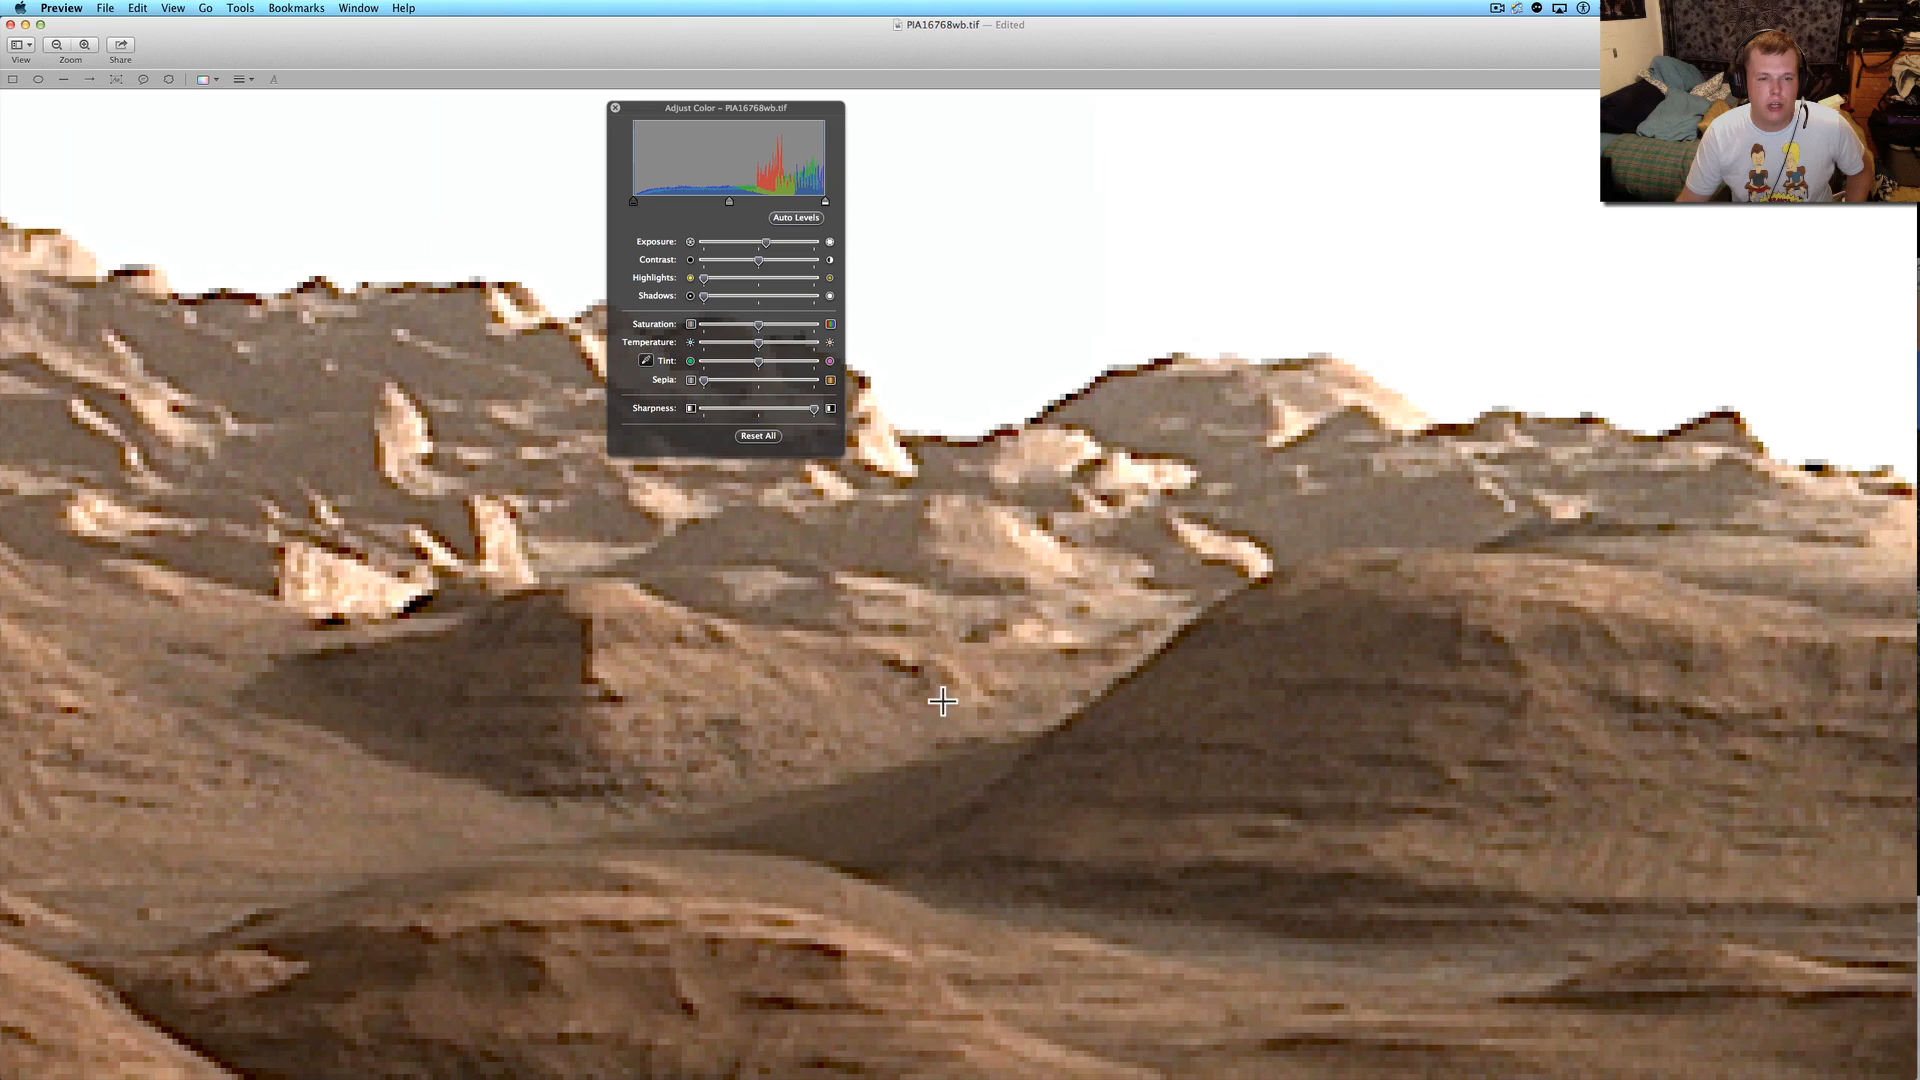 Preview File Edit View Go Tools Bookmarks Window Help
PIA16768wb.tif — Edited
View Zoom Share
A
Adjust Color – PIA16768wb.tif
Auto Levels
Exposure:
Contrast:
Highlights:
Shadows:
Saturation:
Temperature:
Tint:
Sepia:
Sharpness:
Reset All